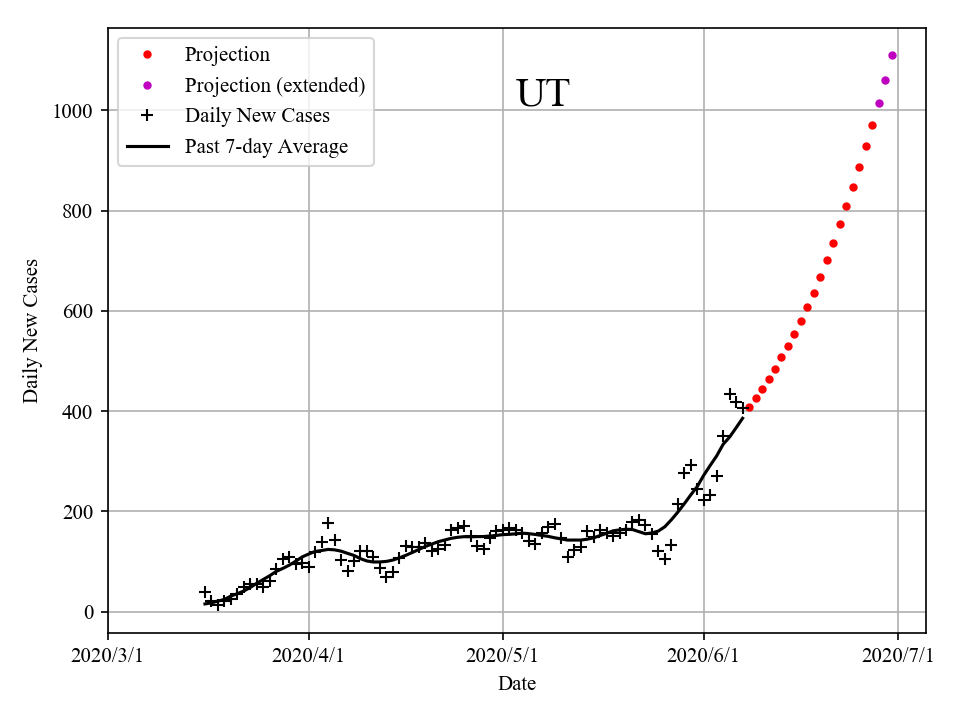 Projection
Projection (extended)
Daily New Cases
Past 7-day Average
UT
1000
800
600
400
200
0
Daily New Cases
2020/3/1 2020/4/1 2020/5/1 2020/6/1 2020/7/1
Date